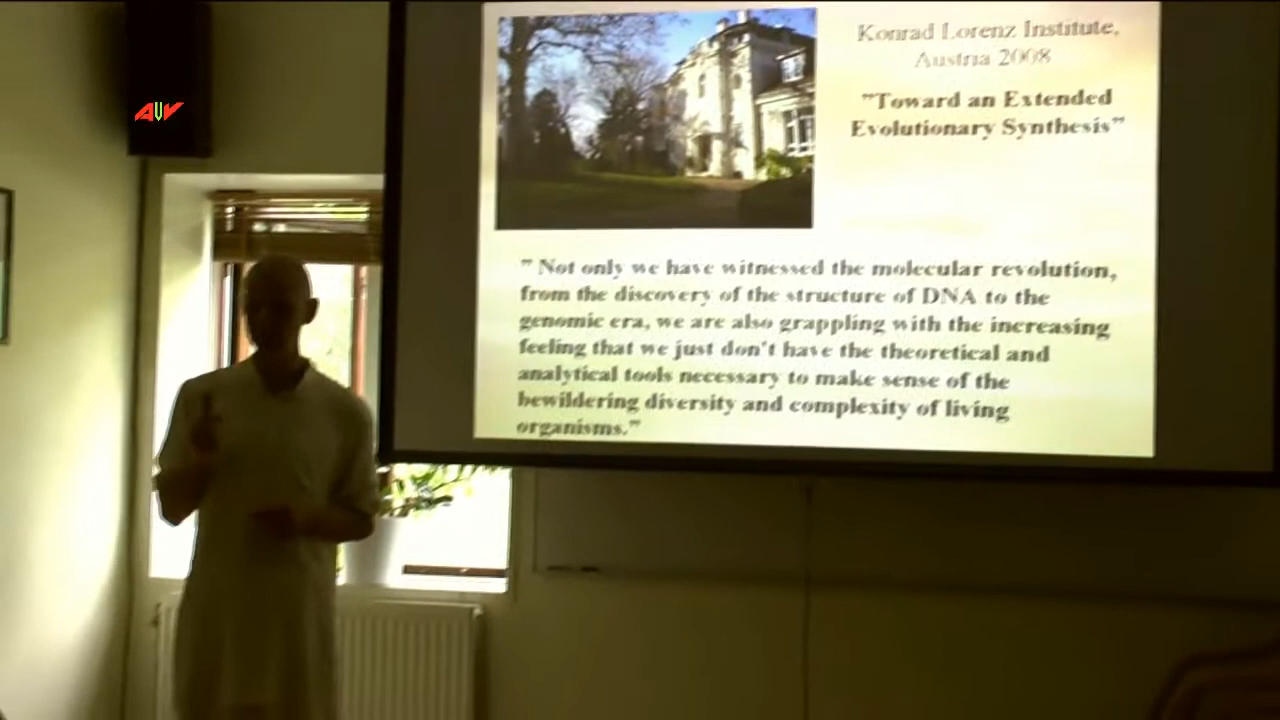 AVV
Konrad Lorenz Institute,
Austria 2008
"Toward an Extended
Evolutionary Synthesis"
" Not only we have witnessed the molecular revolution,
from the discovery of the structure of DNA to the
genomic era, we are also grappling with the increasing
feeling that we just don't have the theoretical and
analytical tools necessary to make sense of the
bewildering diversity and complexity of living
organisms."